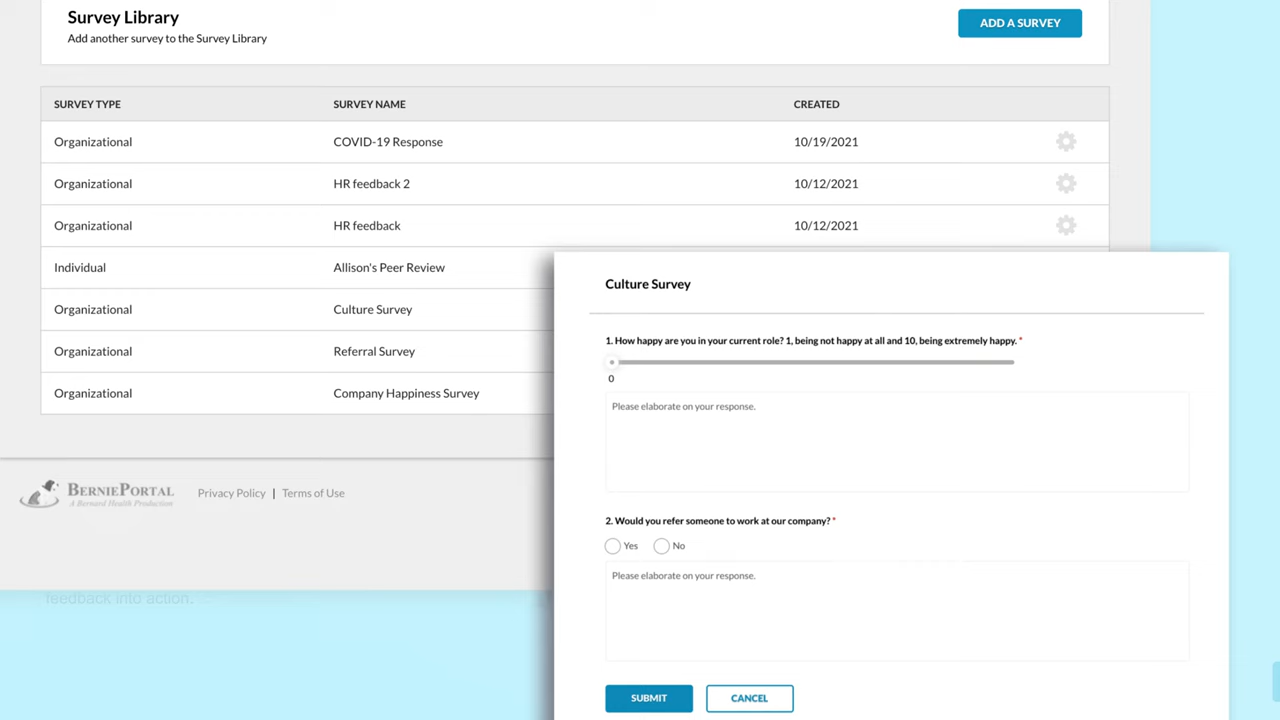 Survey Library
Add another survey to the Survey Library
ADD A SURVEY
SURVEY TYPE SURVEY NAME CREATED
Organizational COVID-19 Response 10/19/2021
Organizational HR feedback 2 10/12/2021
Organizational HR feedback 10/12/2021
Individual Allison's Peer Review
Organizational Culture Survey
Organizational Referral Survey
Organizational Company Happiness Survey
BERNIEPORTAL
A Bernard Health Production
Privacy Policy | Terms of Use
feedback into action.
Culture Survey
1. How happy are you in your current role? 1, being not happy at all and 10, being extremely happy. *
0
Please elaborate on your response.
2. Would you refer someone to work at our company? *
Yes No
Please elaborate on your response.
SUBMIT CANCEL